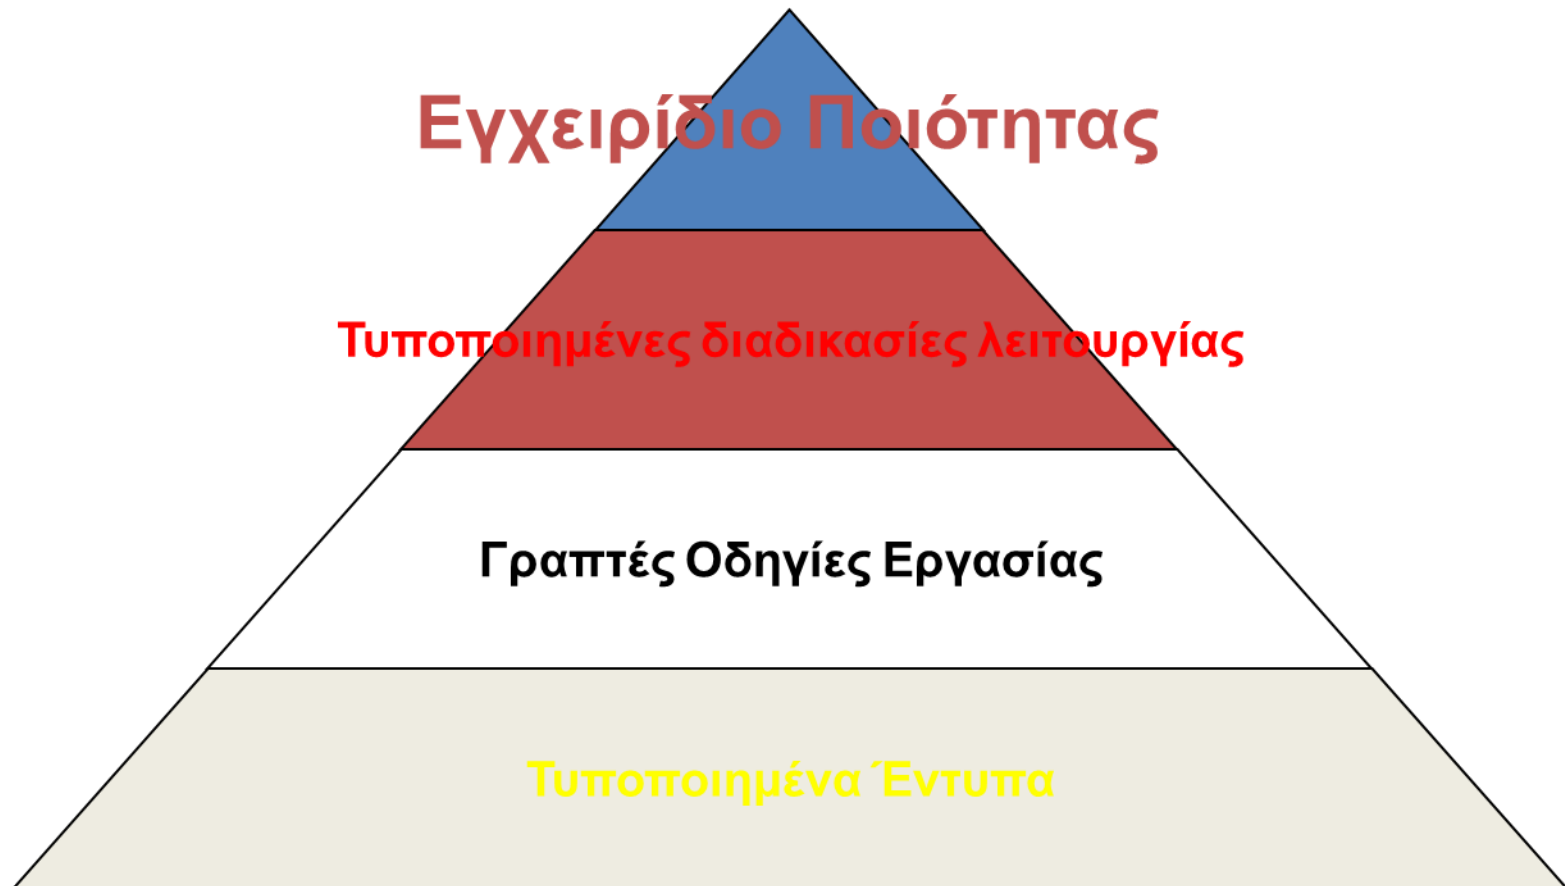 Εγχειρίδιο Ποιότητας
Τυποποιημένες διαδικασίες λειτουργίας
Γραπτές Οδηγίες Εργασίας
Τυποποιημένα Έντυπα